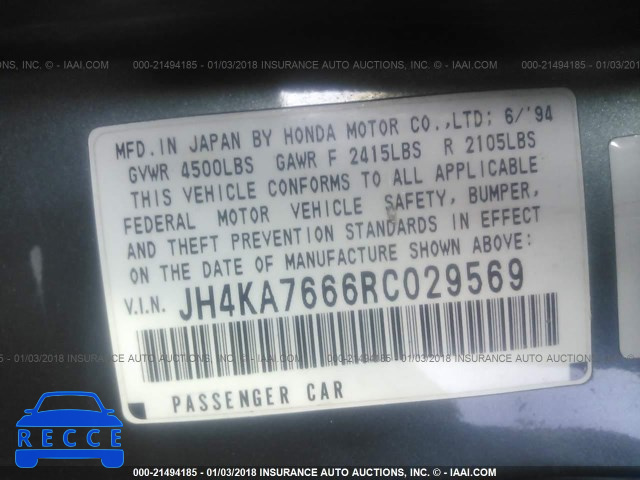 000-21494185 - 01/03/2018 INSURANCE AUTO AUCTIONS, INC. © - IAAI.COM
MFD. IN JAPAN BY HONDA MOTOR CO.,LTD; 6/'94
GVWR 4500LBS GAWR F 2415LBS R 2105LBS
THIS VEHICLE CONFORMS TO ALL APPLICABLE
FEDERAL MOTOR VEHICLE SAFETY, BUMPER,
AND THEFT PREVENTION STANDARDS IN EFFECT
ON THE DATE OF MANUFACTURE SHOWN ABOVE:
V.I.N. JH4KA7666RC029569
000-21494185 - 01/03/2018 INSURANCE AUTO AUCTIONS, INC. © - IAAI.COM
PASSENGER CAR
RECCE
000-21494185 - 01/03/2018 INSURANCE AUTO AUCTIONS, INC. © - IAAI.COM